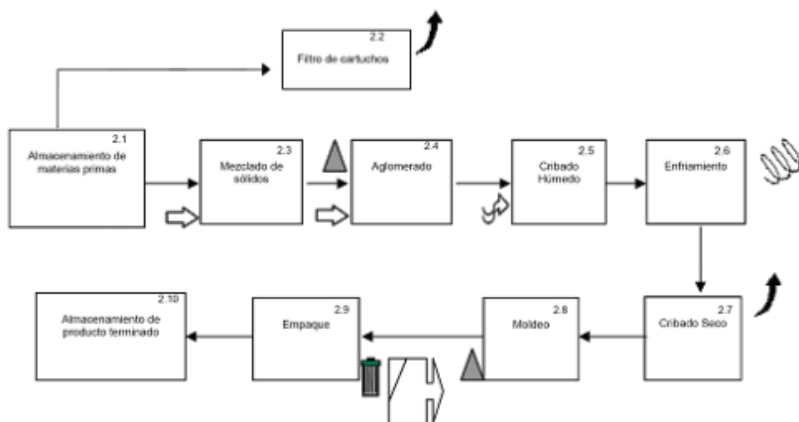 2.2
Filtro de cartuchos
2.1
Almacenamiento de
materias primas
2.3
Mezclado de
sólidos
2.4
Aglomerado
2.5
Cribado
Húmedo
2.6
Enfriamiento
2.10
Almacenamiento de
producto terminado
2.9
Empaque
2.8
Moldeo
2.7
Cribado Seco